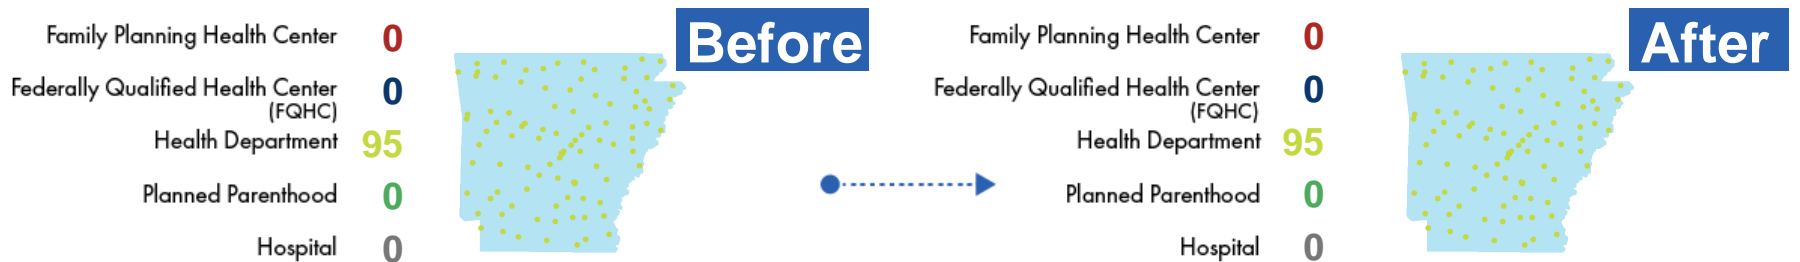 Before
Family Planning Health Center 0
Federally Qualified Health Center 0
(FQHC)
Health Department 95
Planned Parenthood 0
Hospital 0
After
Family Planning Health Center 0
Federally Qualified Health Center 0
(FQHC)
Health Department 95
Planned Parenthood 0
Hospital 0